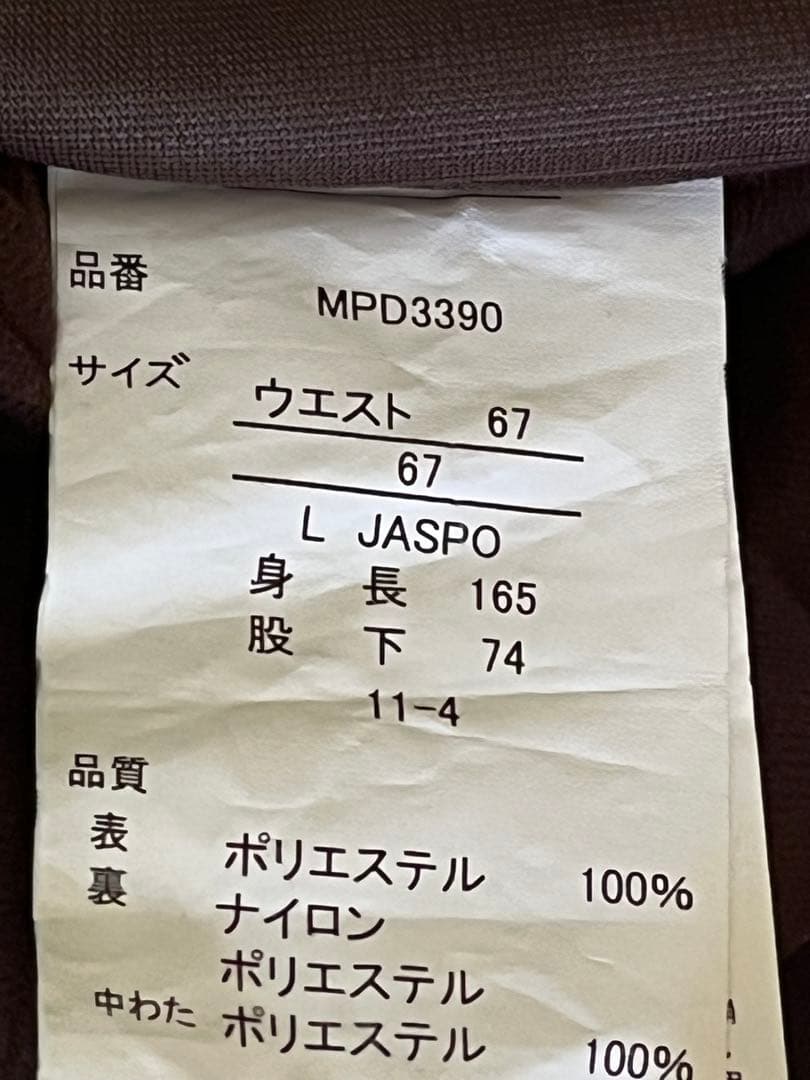 品番
MPD3390
サイズ
ウエスト 67
67
L JASPO
身 長 165
股 下 74
11-4
品質
表 ポリエステル 100%
裏 ナイロン
ポリエステル
中わた ポリエステル 100%